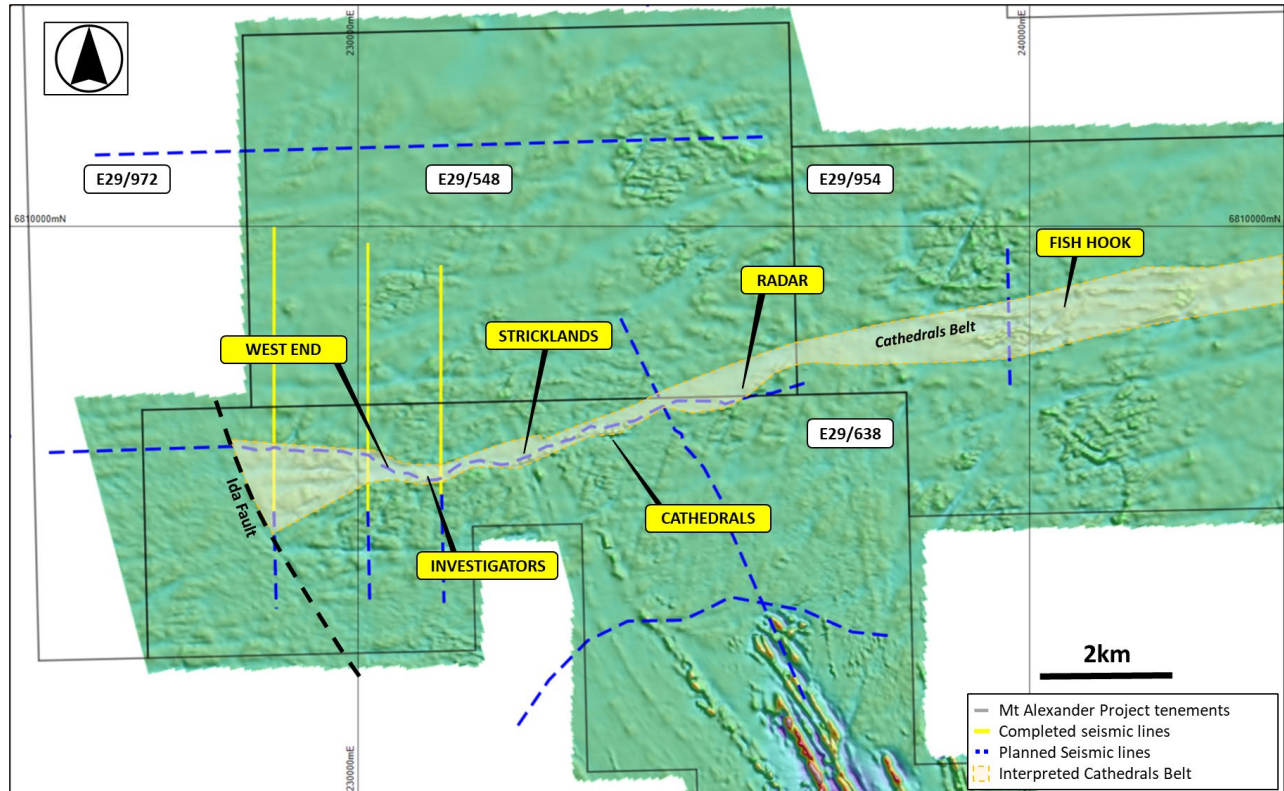 230000mE
240000mE
E29/972
E29/548
E29/954
6810000mN
6810000mN
FISH HOOK
RADAR
STRICKLANDS
WEST END
Cathedrals Belt
E29/638
Ida Fault
CATHEDRALS
INVESTIGATORS
2km
230000mE
Mt Alexander Project tenements
Completed seismic lines
Planned Seismic lines
Interpreted Cathedrals Belt